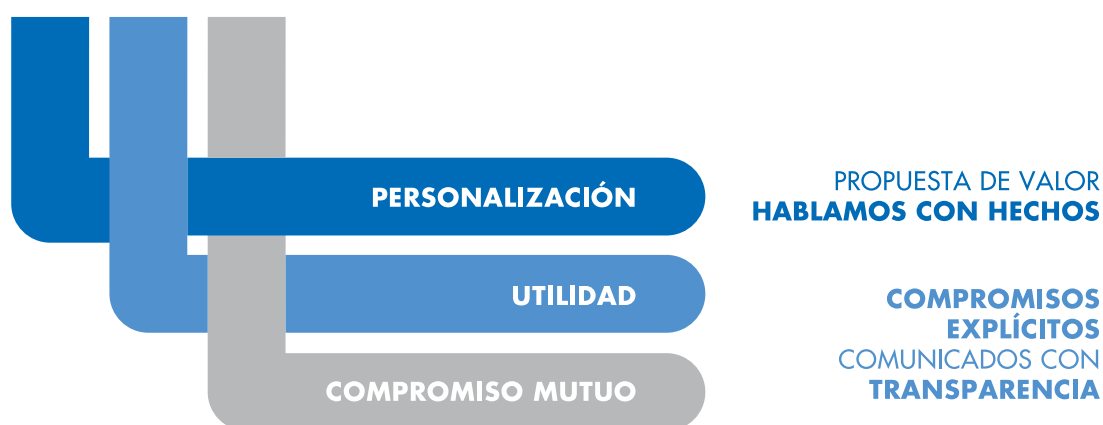 PERSONALIZACIÓN
UTILIDAD
COMPROMISO MUTUO
PROPUESTA DE VALOR
HABLAMOS CON HECHOS
COMPROMISOS
EXPLÍCITOS
COMUNICADOS CON
TRANSPARENCIA